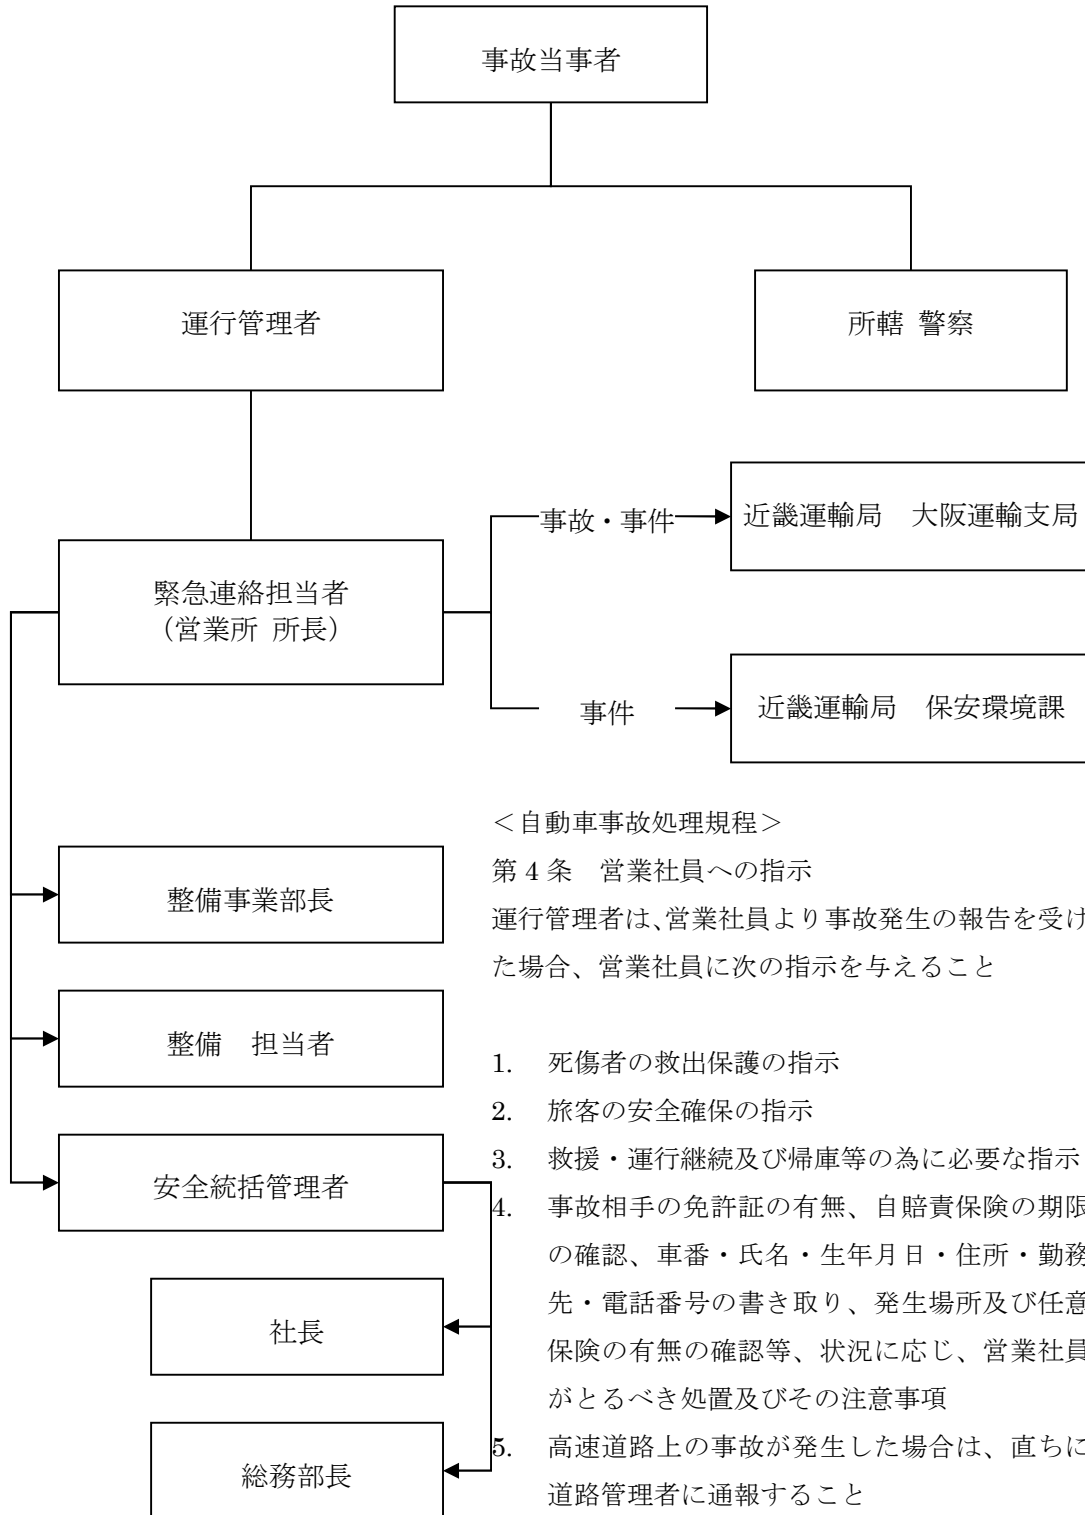 事故当事者
運行管理者
所轄 警察
事故・事件
近畿運輸局　大阪運輸支局
緊急連絡担当者
（営業所 所長）
事件
近畿運輸局　保安環境課
整備事業部長
整備　担当者
安全統括管理者
社長
総務部長
＜自動車事故処理規程＞
第 4 条　営業社員への指示
運行管理者は、営業社員より事故発生の報告を受け
た場合、営業社員に次の指示を与えること
1.　死傷者の救出保護の指示
2.　旅客の安全確保の指示
3.　救援・運行継続及び帰庫等の為に必要な指示
4.　事故相手の免許証の有無、自賠責保険の期限
の確認、車番・氏名・生年月日・住所・勤務
先・電話番号の書き取り、発生場所及び任意
保険の有無の確認等、状況に応じ、営業社員
がとるべき処置及びその注意事項
5.　高速道路上の事故が発生した場合は、直ちに
道路管理者に通報すること